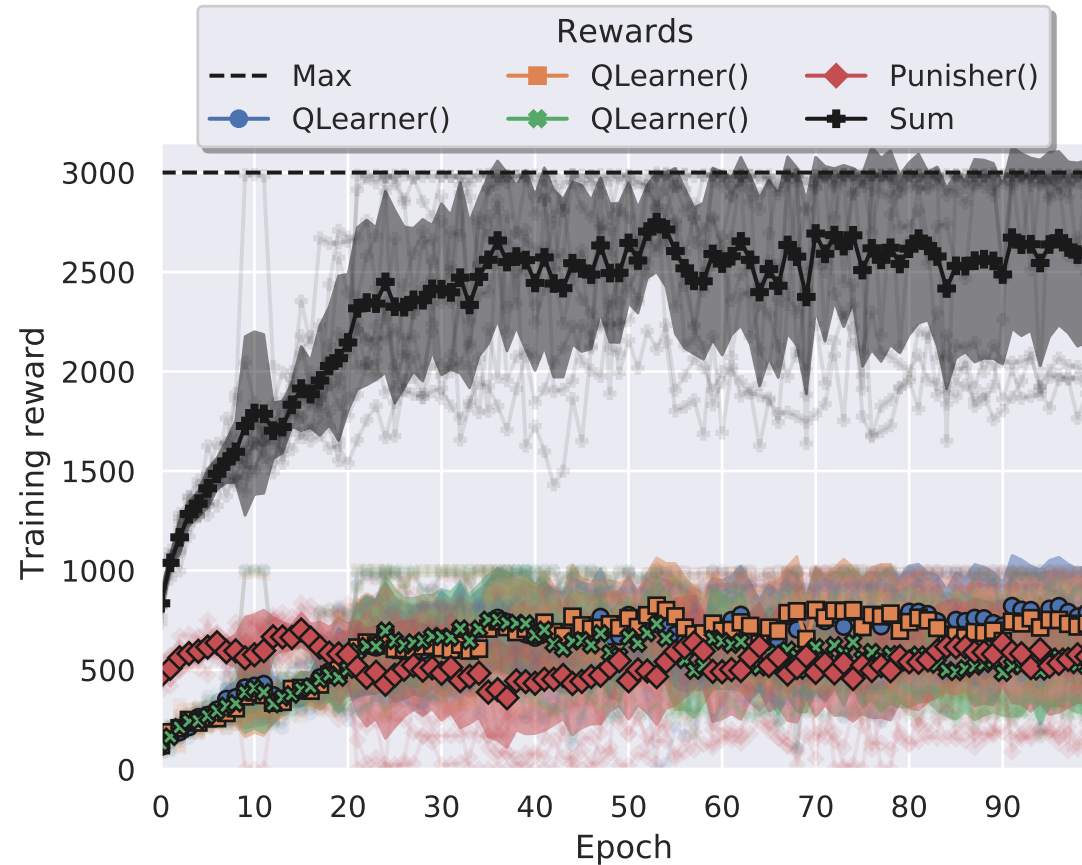 Rewards
Max QLearner() Punisher()
QLearner() QLearner() Sum
3000
2500
2000
1500
1000
500
0
Training reward
0 10 20 30 40 50 60 70 80 90
Epoch